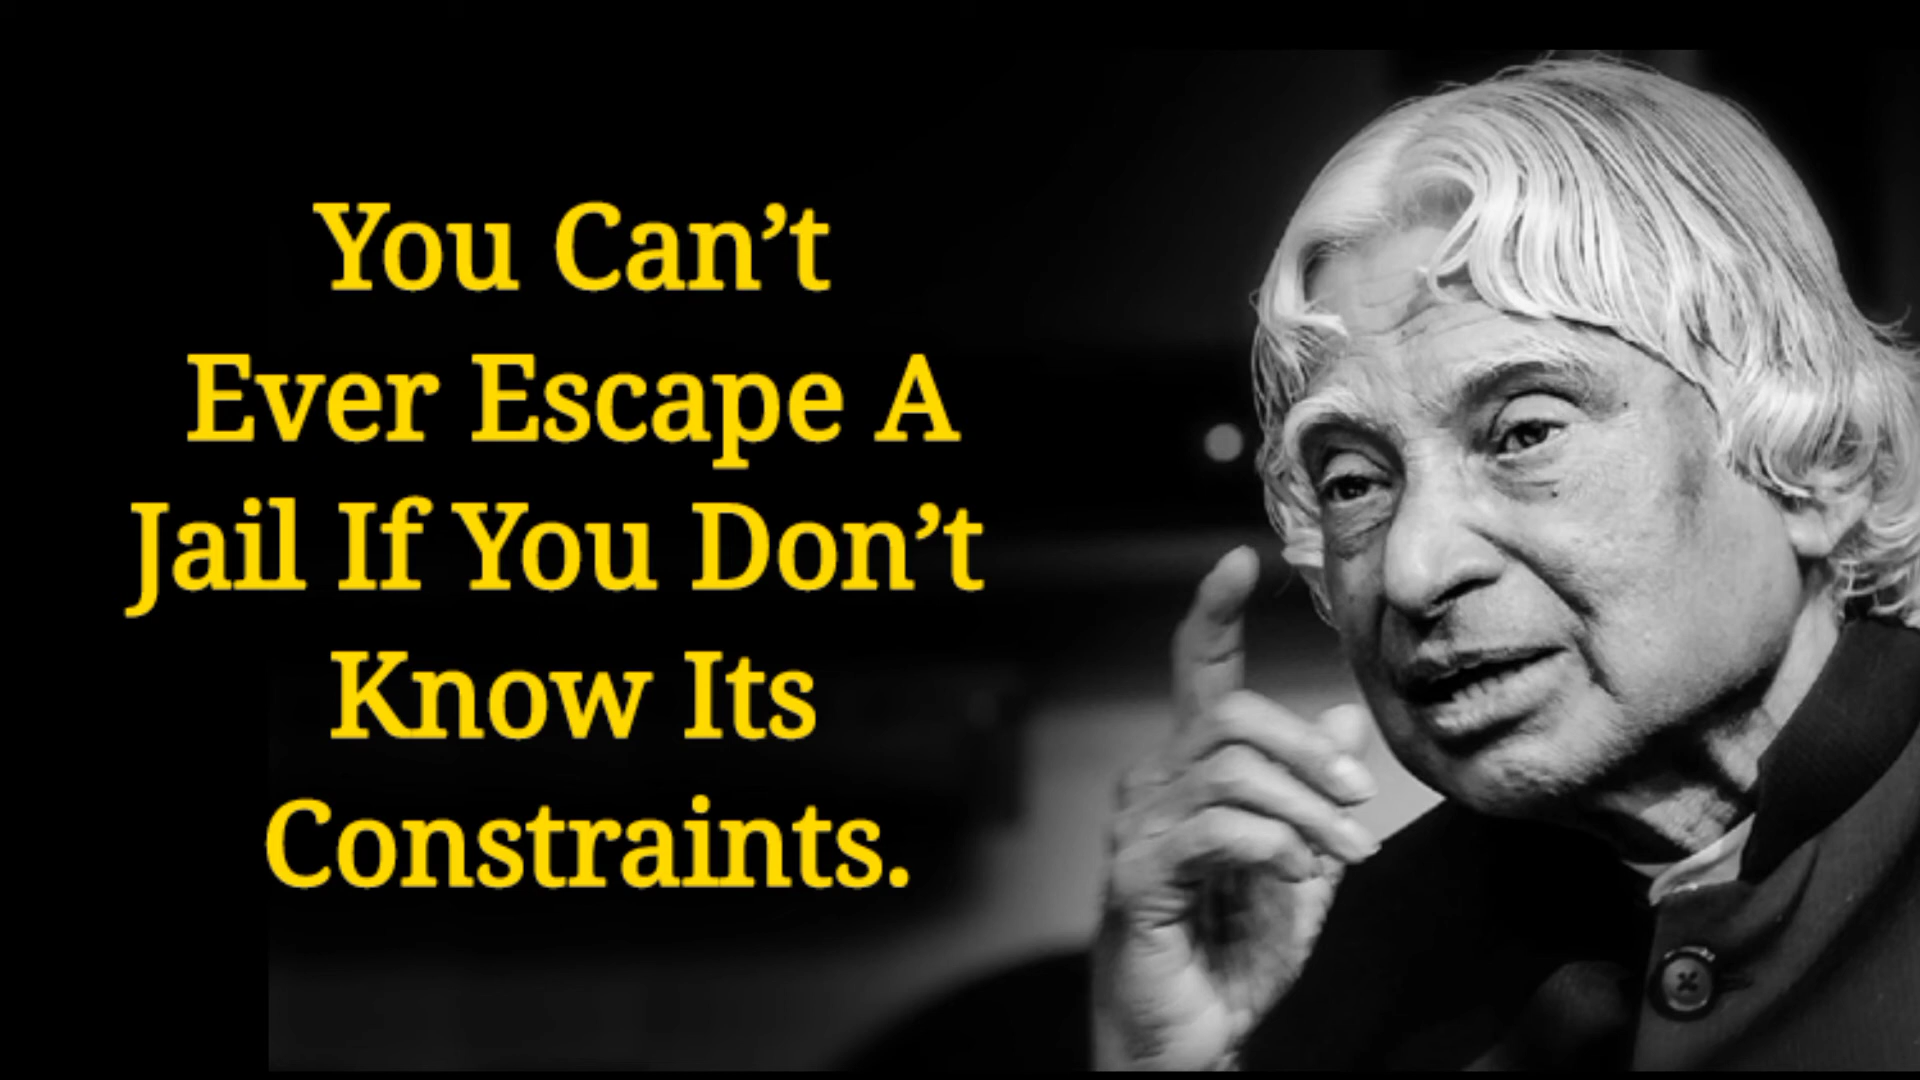 You Can’t
Ever Escape A
Jail If You Don’t
Know Its
Constraints.